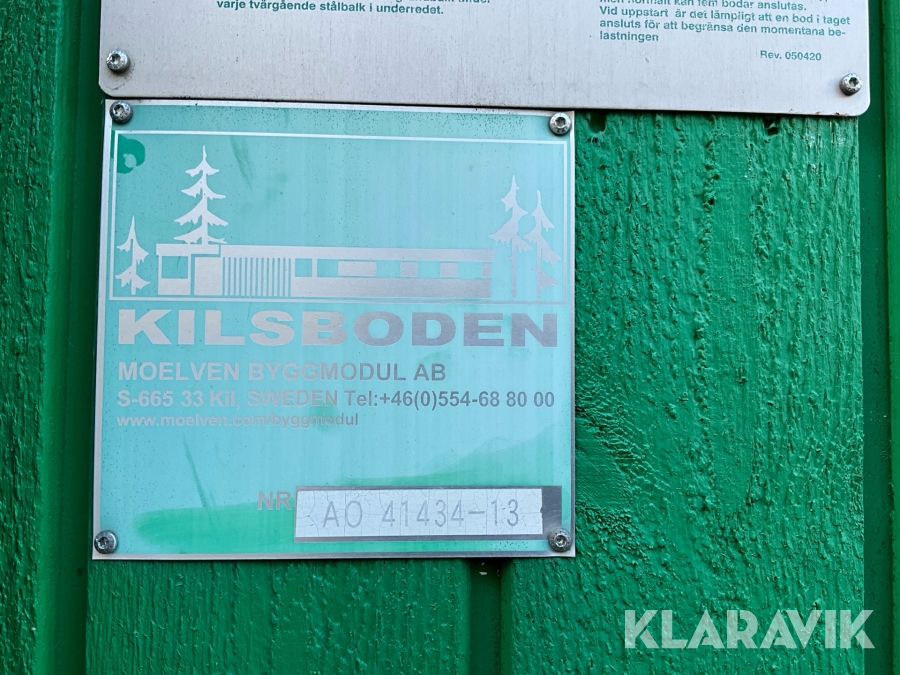 varje tvärgående stålbalk i underredet.
men normalt kan fem bodar anslutas.
Vid uppstart är det lämpligt att en bod i taget
ansluts för att begränsa den momentana be-
lastningen
Rev. 050420
KILSBODEN
MOELVEN BYGGMODUL AB
S-665 33 Kil, SWEDEN Tel:+46(0)554-68 80 00
www.moelven.com/byggmodul
NR AO 41434-13
KLARAVIK